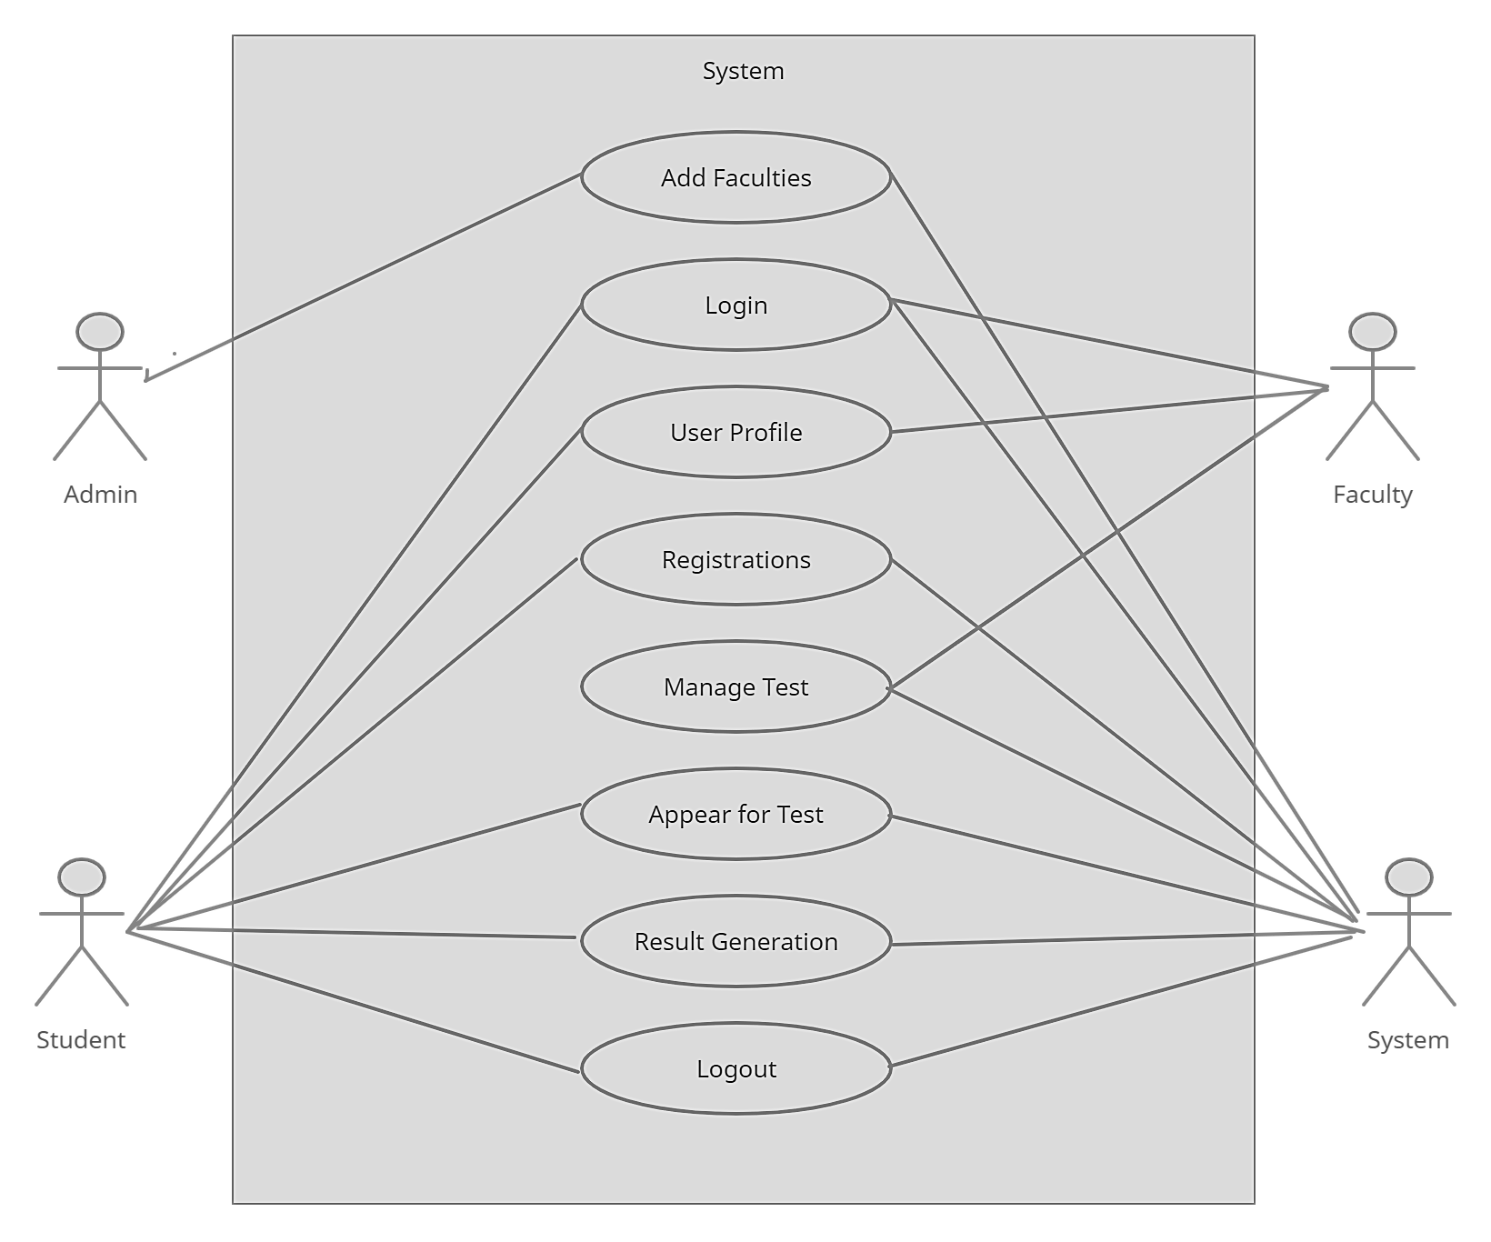 System
Add Faculties
Login
User Profile
Registrations
Manage Test
Appear for Test
Result Generation
Logout
Admin
Faculty
Student
System